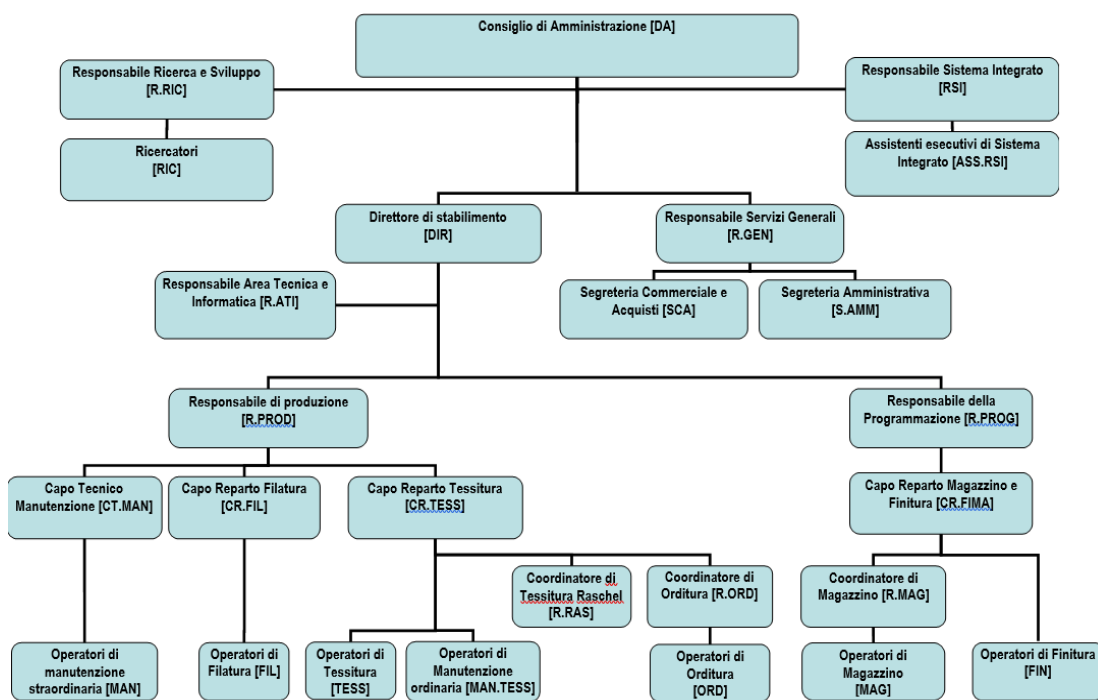 Consiglio di Amministrazione [DA]
Responsabile Ricerca e Sviluppo
[R.RIC]
Responsabile Sistema Integrato
[RSI]
Ricercatori
[RIC]
Assistenti esecutivi di Sistema
Integrato [ASS.RSI]
Direttore di stabilimento
[DIR]
Responsabile Servizi Generali
[R.GEN]
Responsabile Area Tecnica e
Informatica [R.ATI]
Segreteria Commerciale e
Acquisti [SCA]
Segreteria Amministrativa
[S.AMM]
Responsabile di produzione
[R.PROD]
Responsabile della
Programmazione [R.PROG]
Capo Tecnico
Manutenzione [CT.MAN]
Capo Reparto Filatura
[CR.FIL]
Capo Reparto Tessitura
[CR.TESS]
Capo Reparto Magazzino e
Finitura [CR.FIMA]
Coordinatore di
Tessitura Raschel
[R.RAS]
Coordinatore di
Orditura [R.ORD]
Coordinatore di
Magazzino [R.MAG]
Operatori di
manutenzione
straordinaria [MAN]
Operatori di
Filatura [FIL]
Operatori di
Tessitura
[TESS]
Operatori di
Manutenzione
ordinaria [MAN.TESS]
Operatori di
Orditura
[ORD]
Operatori di
Magazzino
[MAG]
Operatori di Finitura
[FIN]